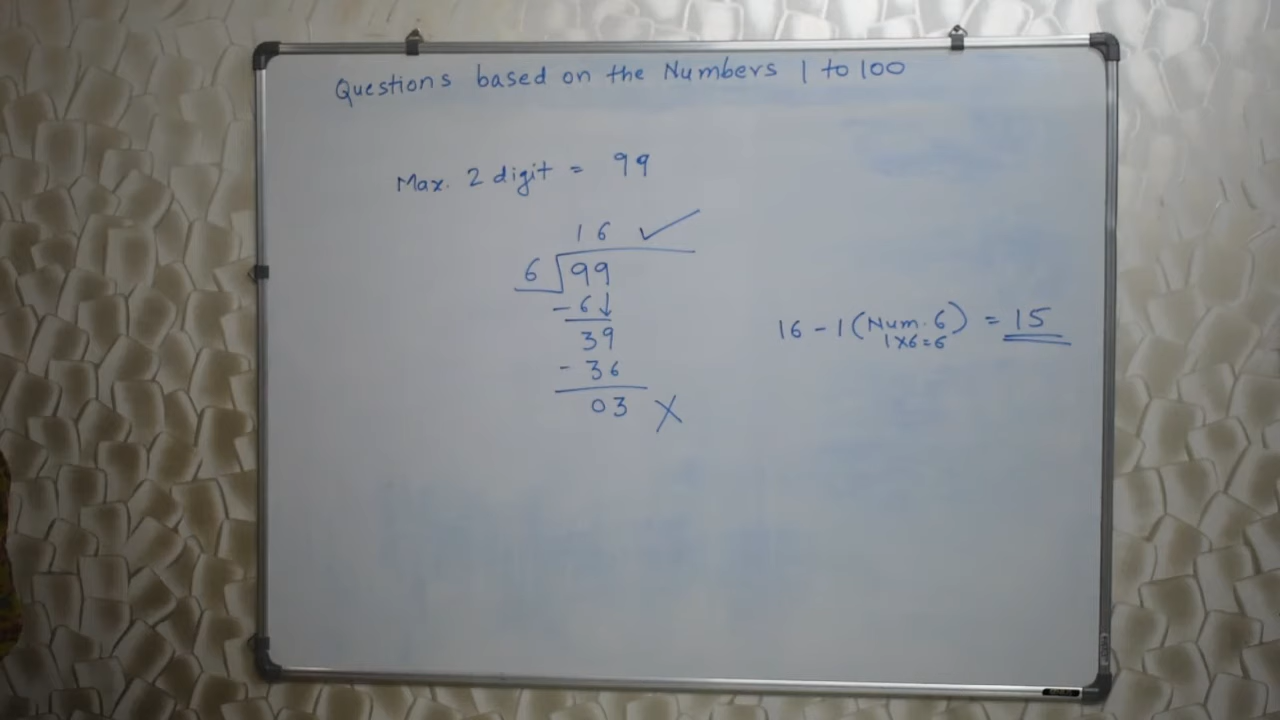 Questions based on the Numbers 1 to 100
Max. 2 digit = 99
16 ✓
6 99
-6↓
39
- 36
03 X
16 - 1 (Num. 6) = 15
1x6=6